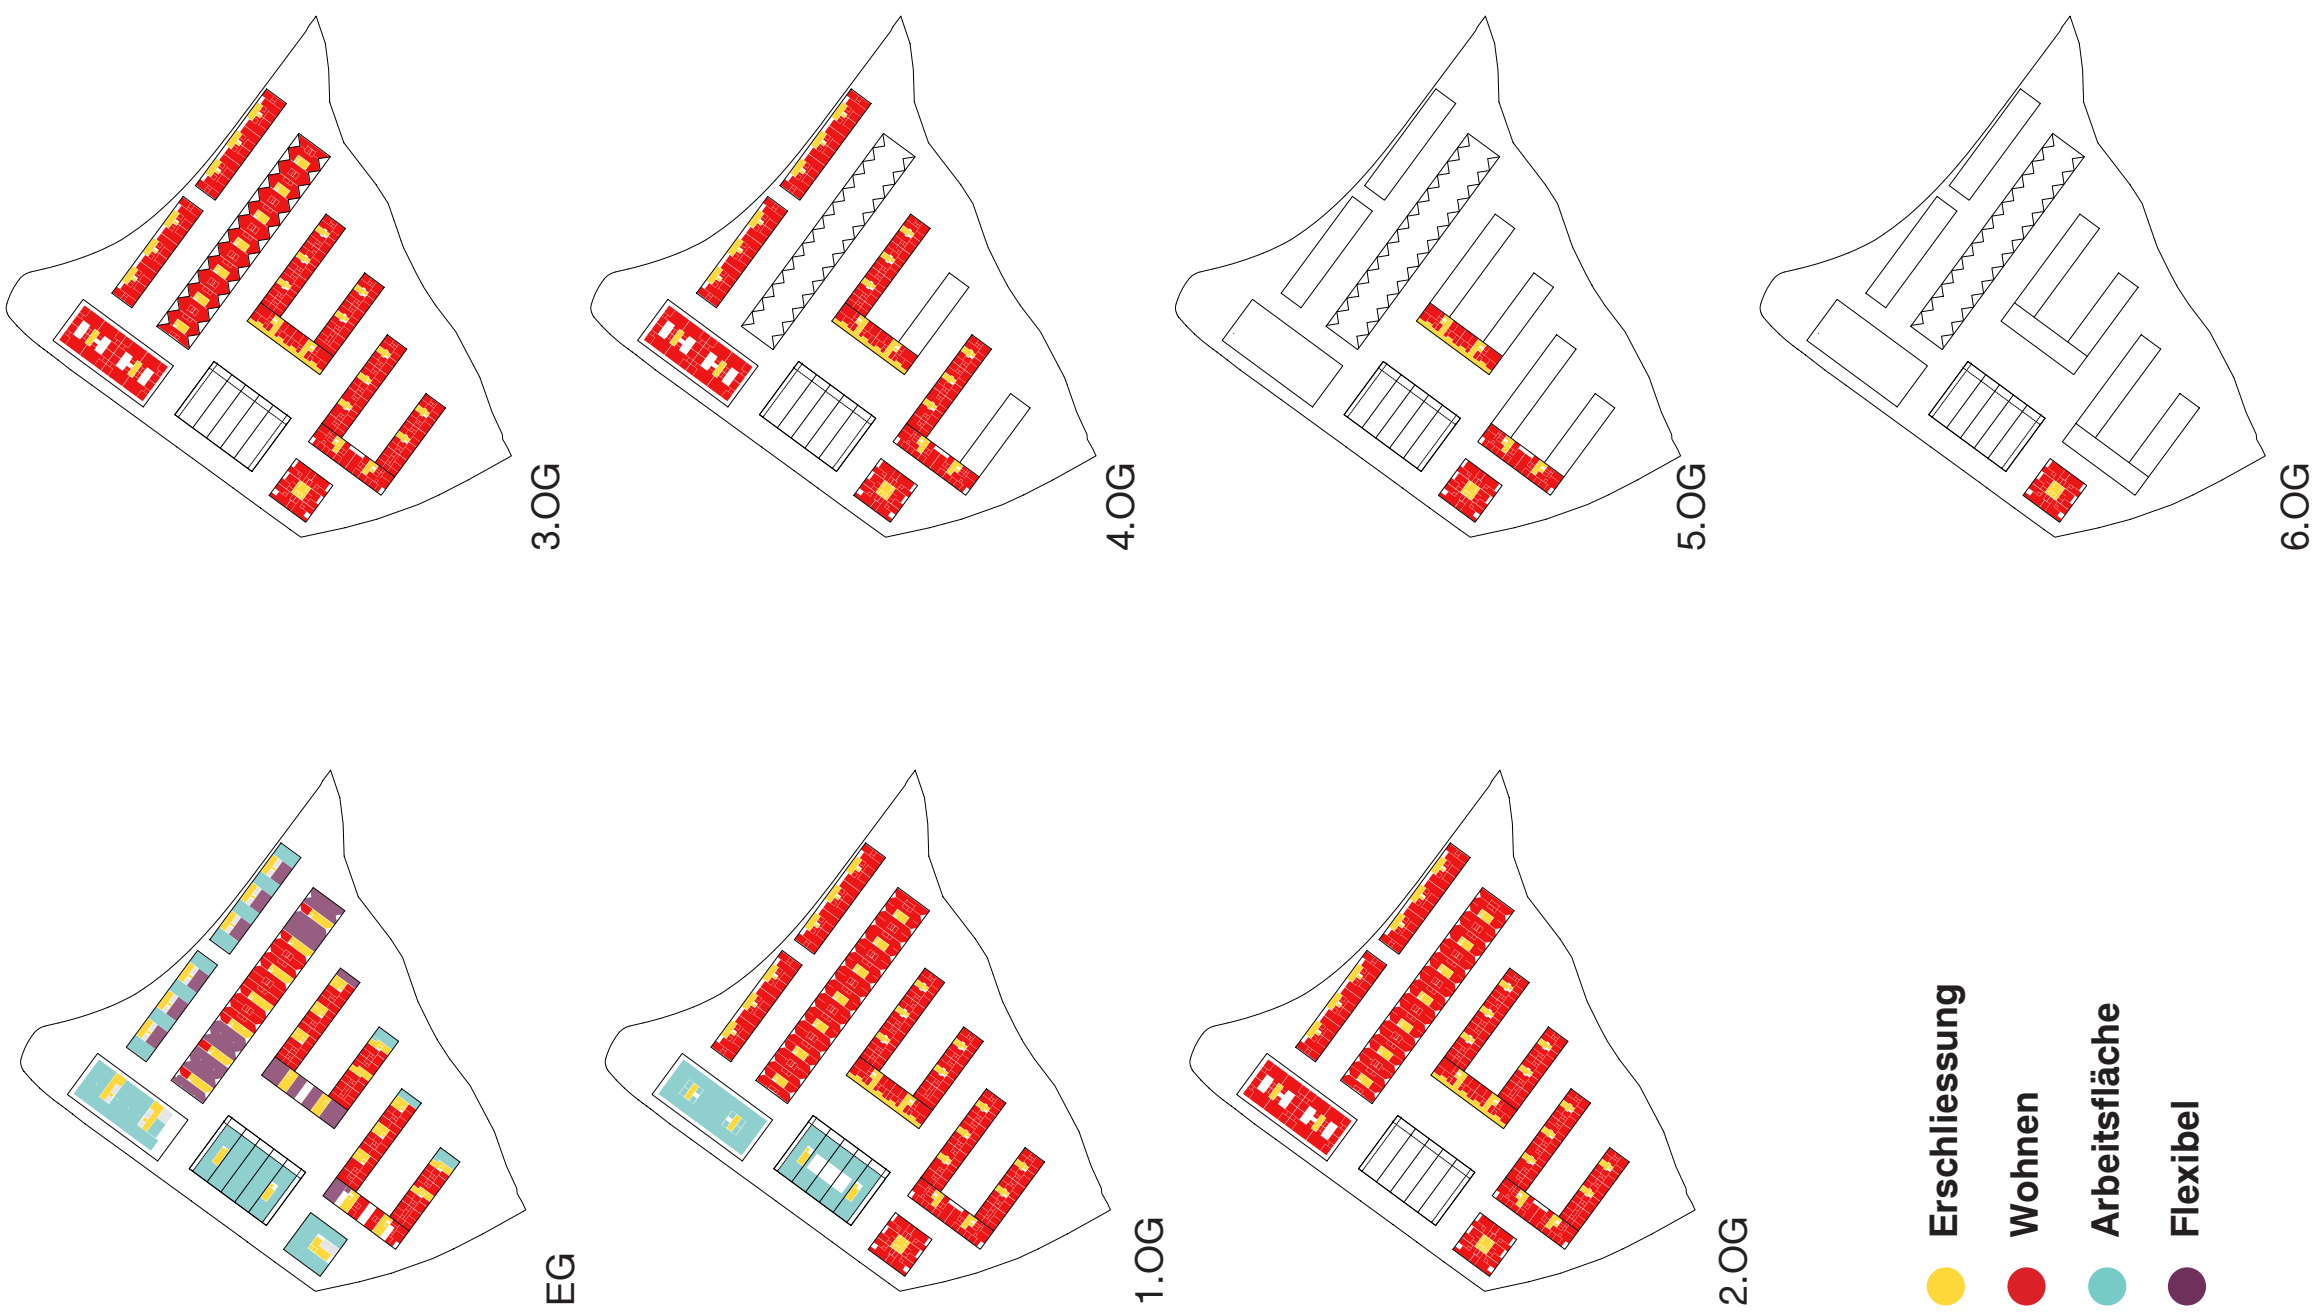 3.OG
4.OG
5.OG
6.OG
EG
1.OG
2.OG
Erschliessung
Wohnen
Arbeitsfläche
Flexibel